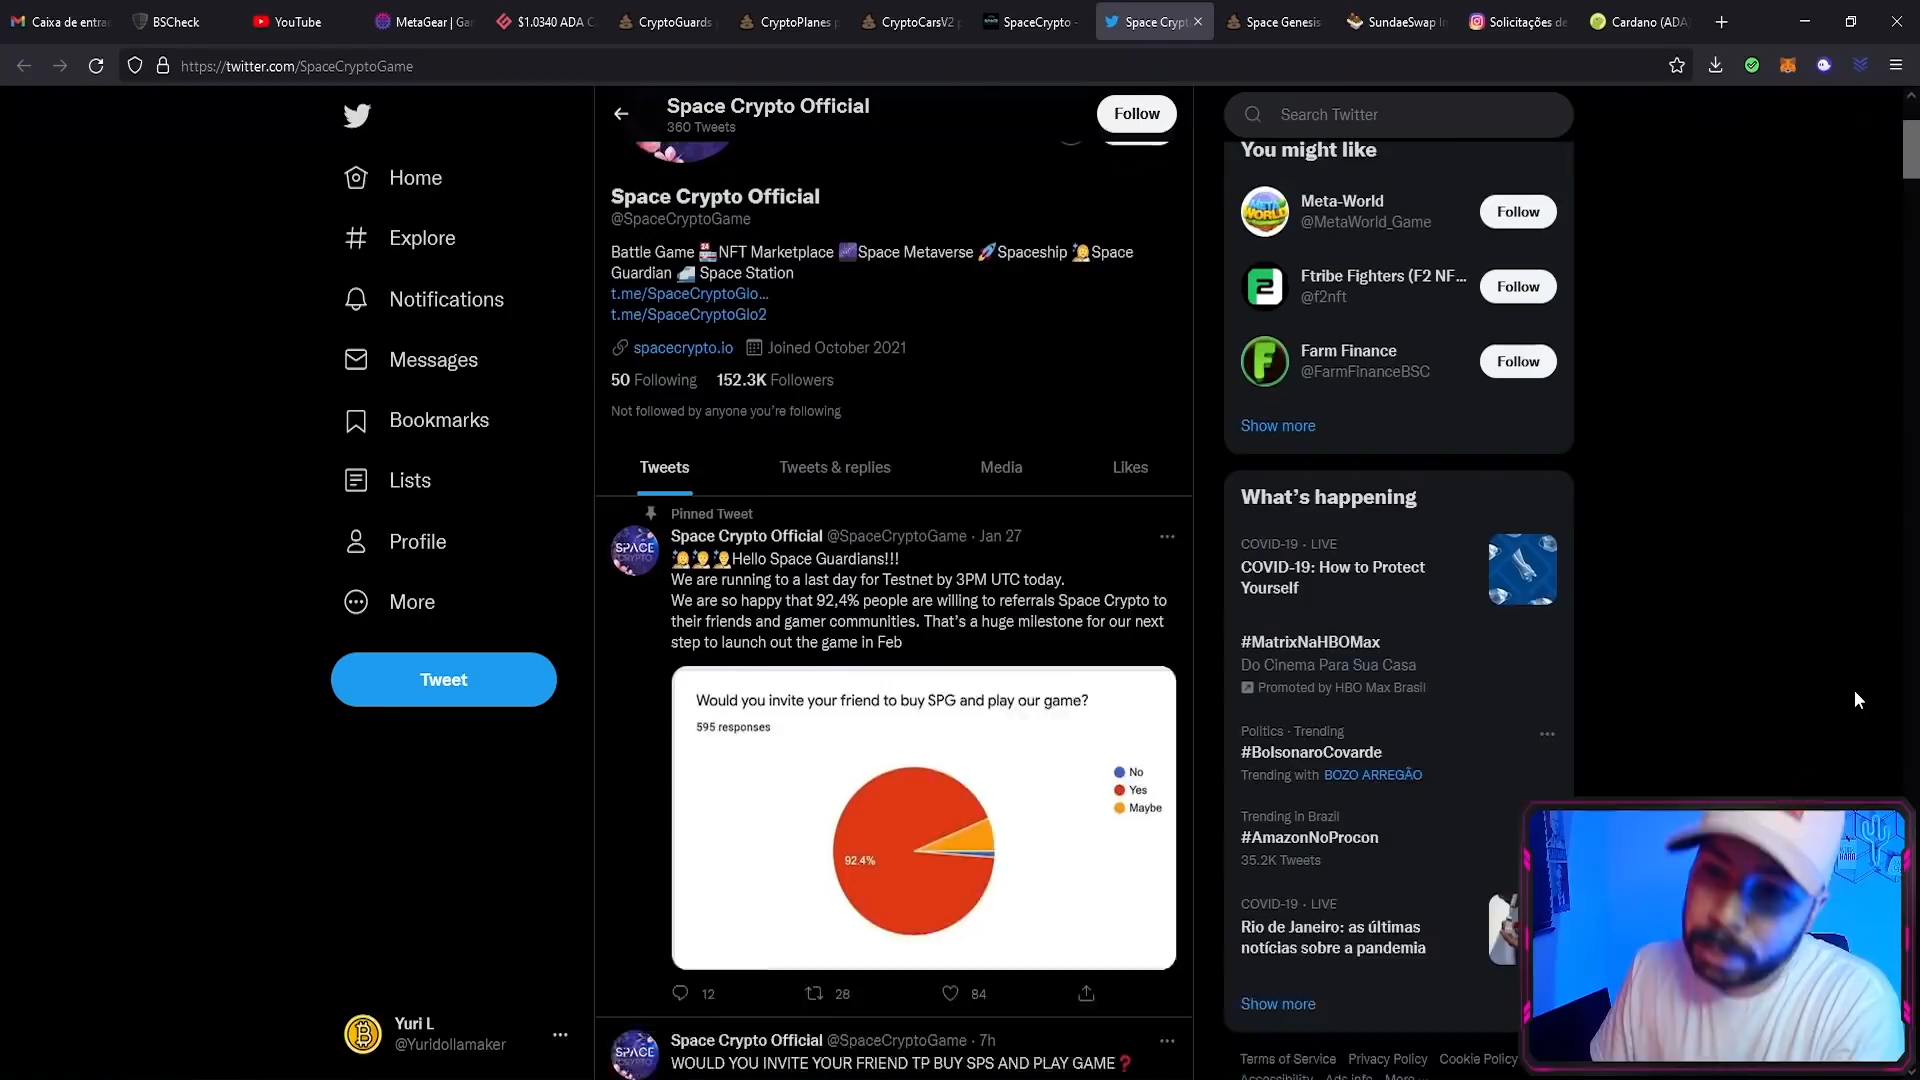 Caixa de entra
BSCheck
YouTube
MetaGear | Ga
$1.0340 ADA C
CryptoGuards
CryptoPlanes p
CryptoCarsV2 p
SpaceCrypto -
Space Crypt
Space Genesis
SundaeSwap In
Solicitações de
Cardano (ADA
https://twitter.com/SpaceCryptoGame
Home
Explore
Notifications
Messages
Bookmarks
Lists
Profile
More
Tweet
Yuri L
@Yuridollamaker
Space Crypto Official
360 Tweets
Follow
Space Crypto Official
@SpaceCryptoGame
Battle Game 🏪NFT Marketplace 🌌Space Metaverse 🚀Spaceship 🧑‍🚀Space
Guardian 🚄 Space Station
t.me/SpaceCryptoGlo…
t.me/SpaceCryptoGlo2
spacecrypto.io Joined October 2021
50 Following 152.3K Followers
Not followed by anyone you're following
Tweets
Tweets & replies
Media
Likes
Pinned Tweet
Space Crypto Official @SpaceCryptoGame · Jan 27
Hello Space Guardians!!!
We are running to a last day for Testnet by 3PM UTC today.
We are so happy that 92,4% people are willing to referrals Space Crypto to
their friends and gamer communities. That's a huge milestone for our next
step to launch out the game in Feb
Would you invite your friend to buy SPG and play our game?
595 responses
No
Yes
Maybe
92.4%
12
28
84
SPACE
CRYPTO
Space Crypto Official @SpaceCryptoGame · 7h
WOULD YOU INVITE YOUR FRIEND TP BUY SPS AND PLAY GAME❓
SPACE
Search Twitter
You might like
Meta-World
@MetaWorld_Game
Follow
Ftribe Fighters (F2 NF...
@f2nft
Follow
Farm Finance
@FarmFinanceBSC
Follow
Show more
What's happening
COVID-19 · LIVE
COVID-19: How to Protect
Yourself
#MatrixNaHBOMax
Do Cinema Para Sua Casa
Promoted by HBO Max Brasil
Politics · Trending
#BolsonaroCovarde
Trending with BOZO ARREGÃO
Trending in Brazil
#AmazonNoProcon
35.2K Tweets
COVID-19 · LIVE
Rio de Janeiro: as últimas
notícias sobre a pandemia
Show more
Terms of Service Privacy Policy Cookie Policy